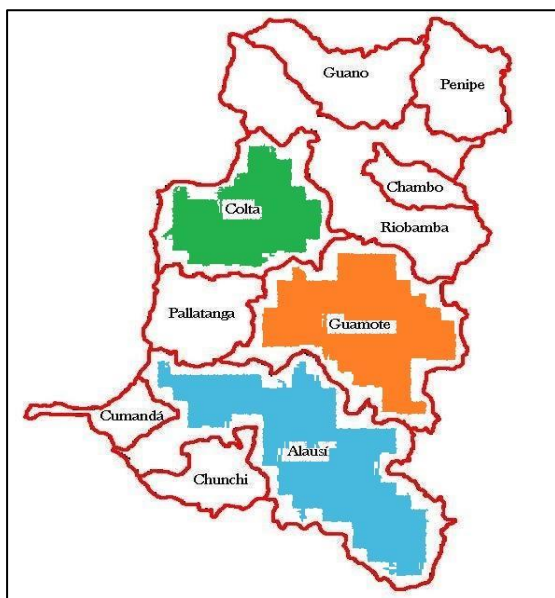 Guano
Penipe
Chambo
Colta
Riobamba
Pallatanga
Guamote
Cumandá
Alausí
Chunchi